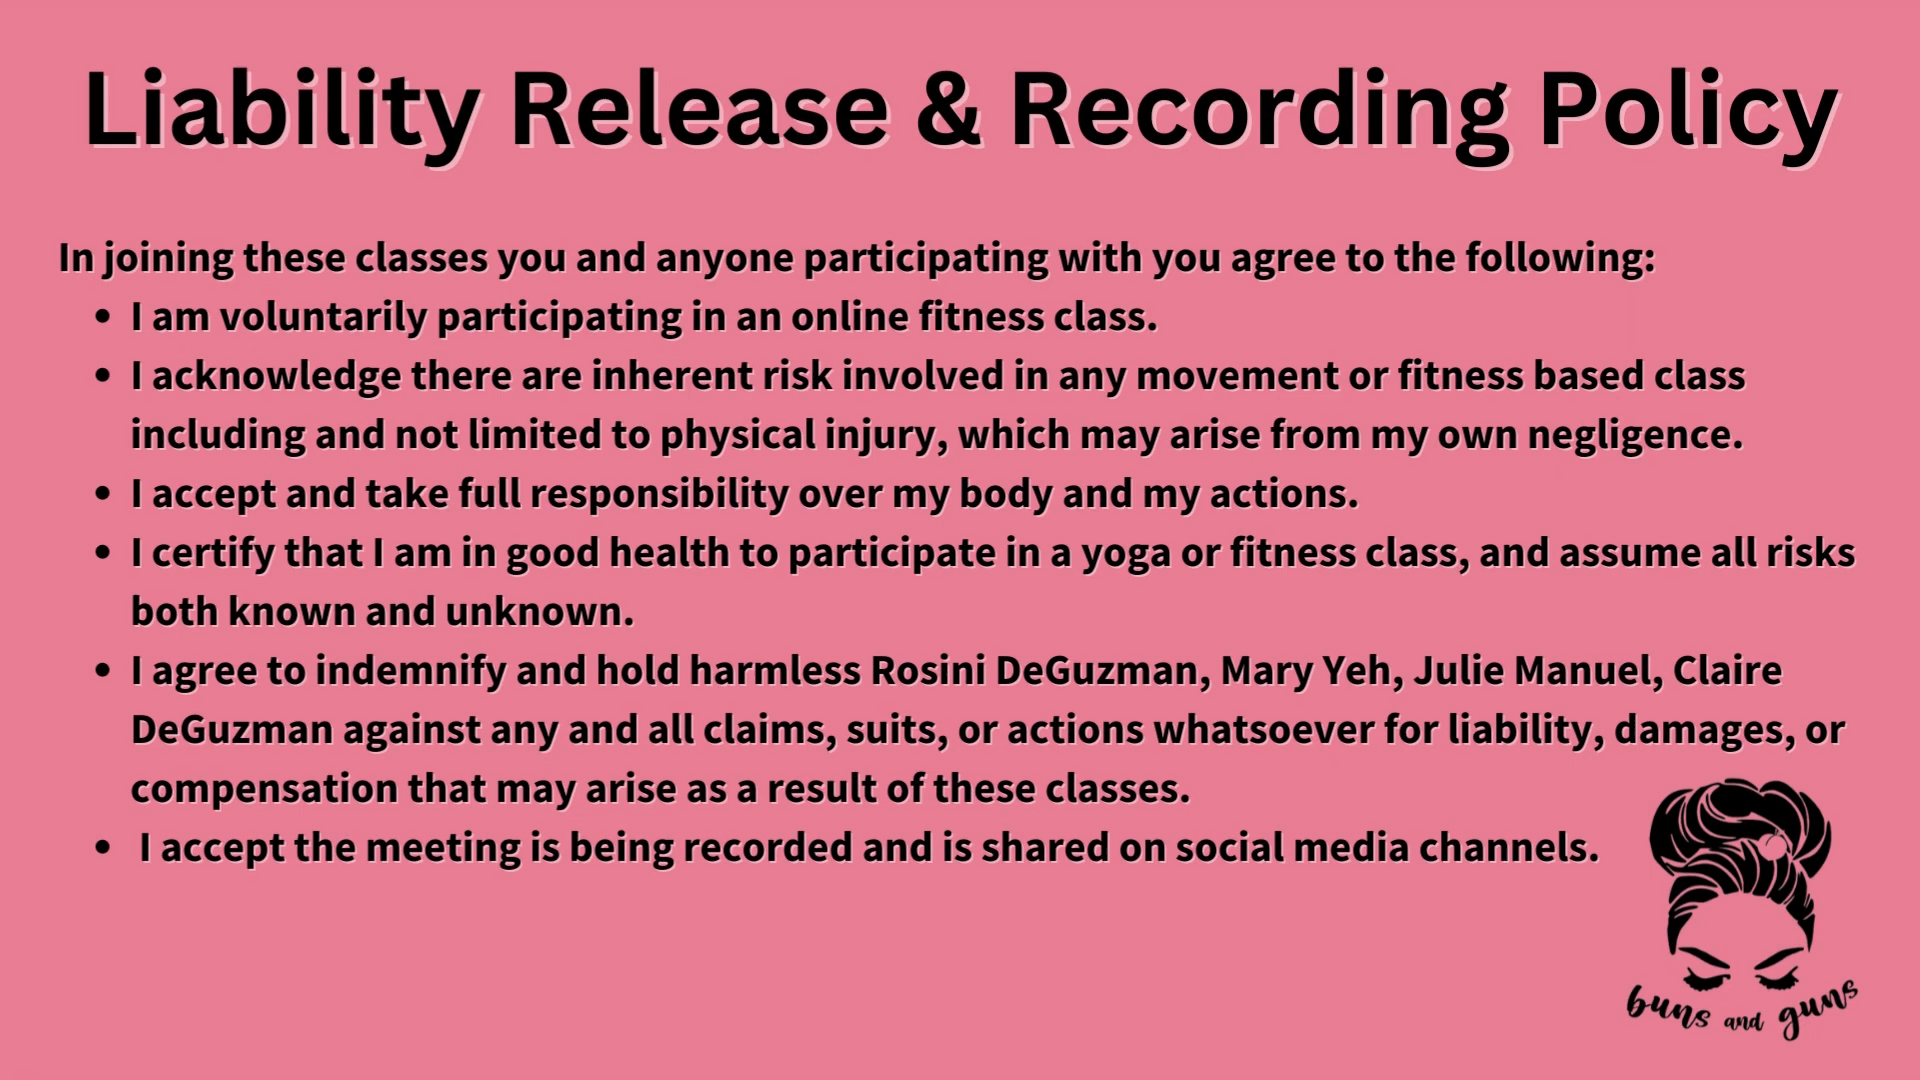 Liability Release & Recording Policy
In joining these classes you and anyone participating with you agree to the following:
• I am voluntarily participating in an online fitness class.
• I acknowledge there are inherent risk involved in any movement or fitness based class
including and not limited to physical injury, which may arise from my own negligence.
• I accept and take full responsibility over my body and my actions.
• I certify that I am in good health to participate in a yoga or fitness class, and assume all risks
both known and unknown.
• I agree to indemnify and hold harmless Rosini DeGuzman, Mary Yeh, Julie Manuel, Claire
DeGuzman against any and all claims, suits, or actions whatsoever for liability, damages, or
compensation that may arise as a result of these classes.
• I accept the meeting is being recorded and is shared on social media channels.
buns and guns